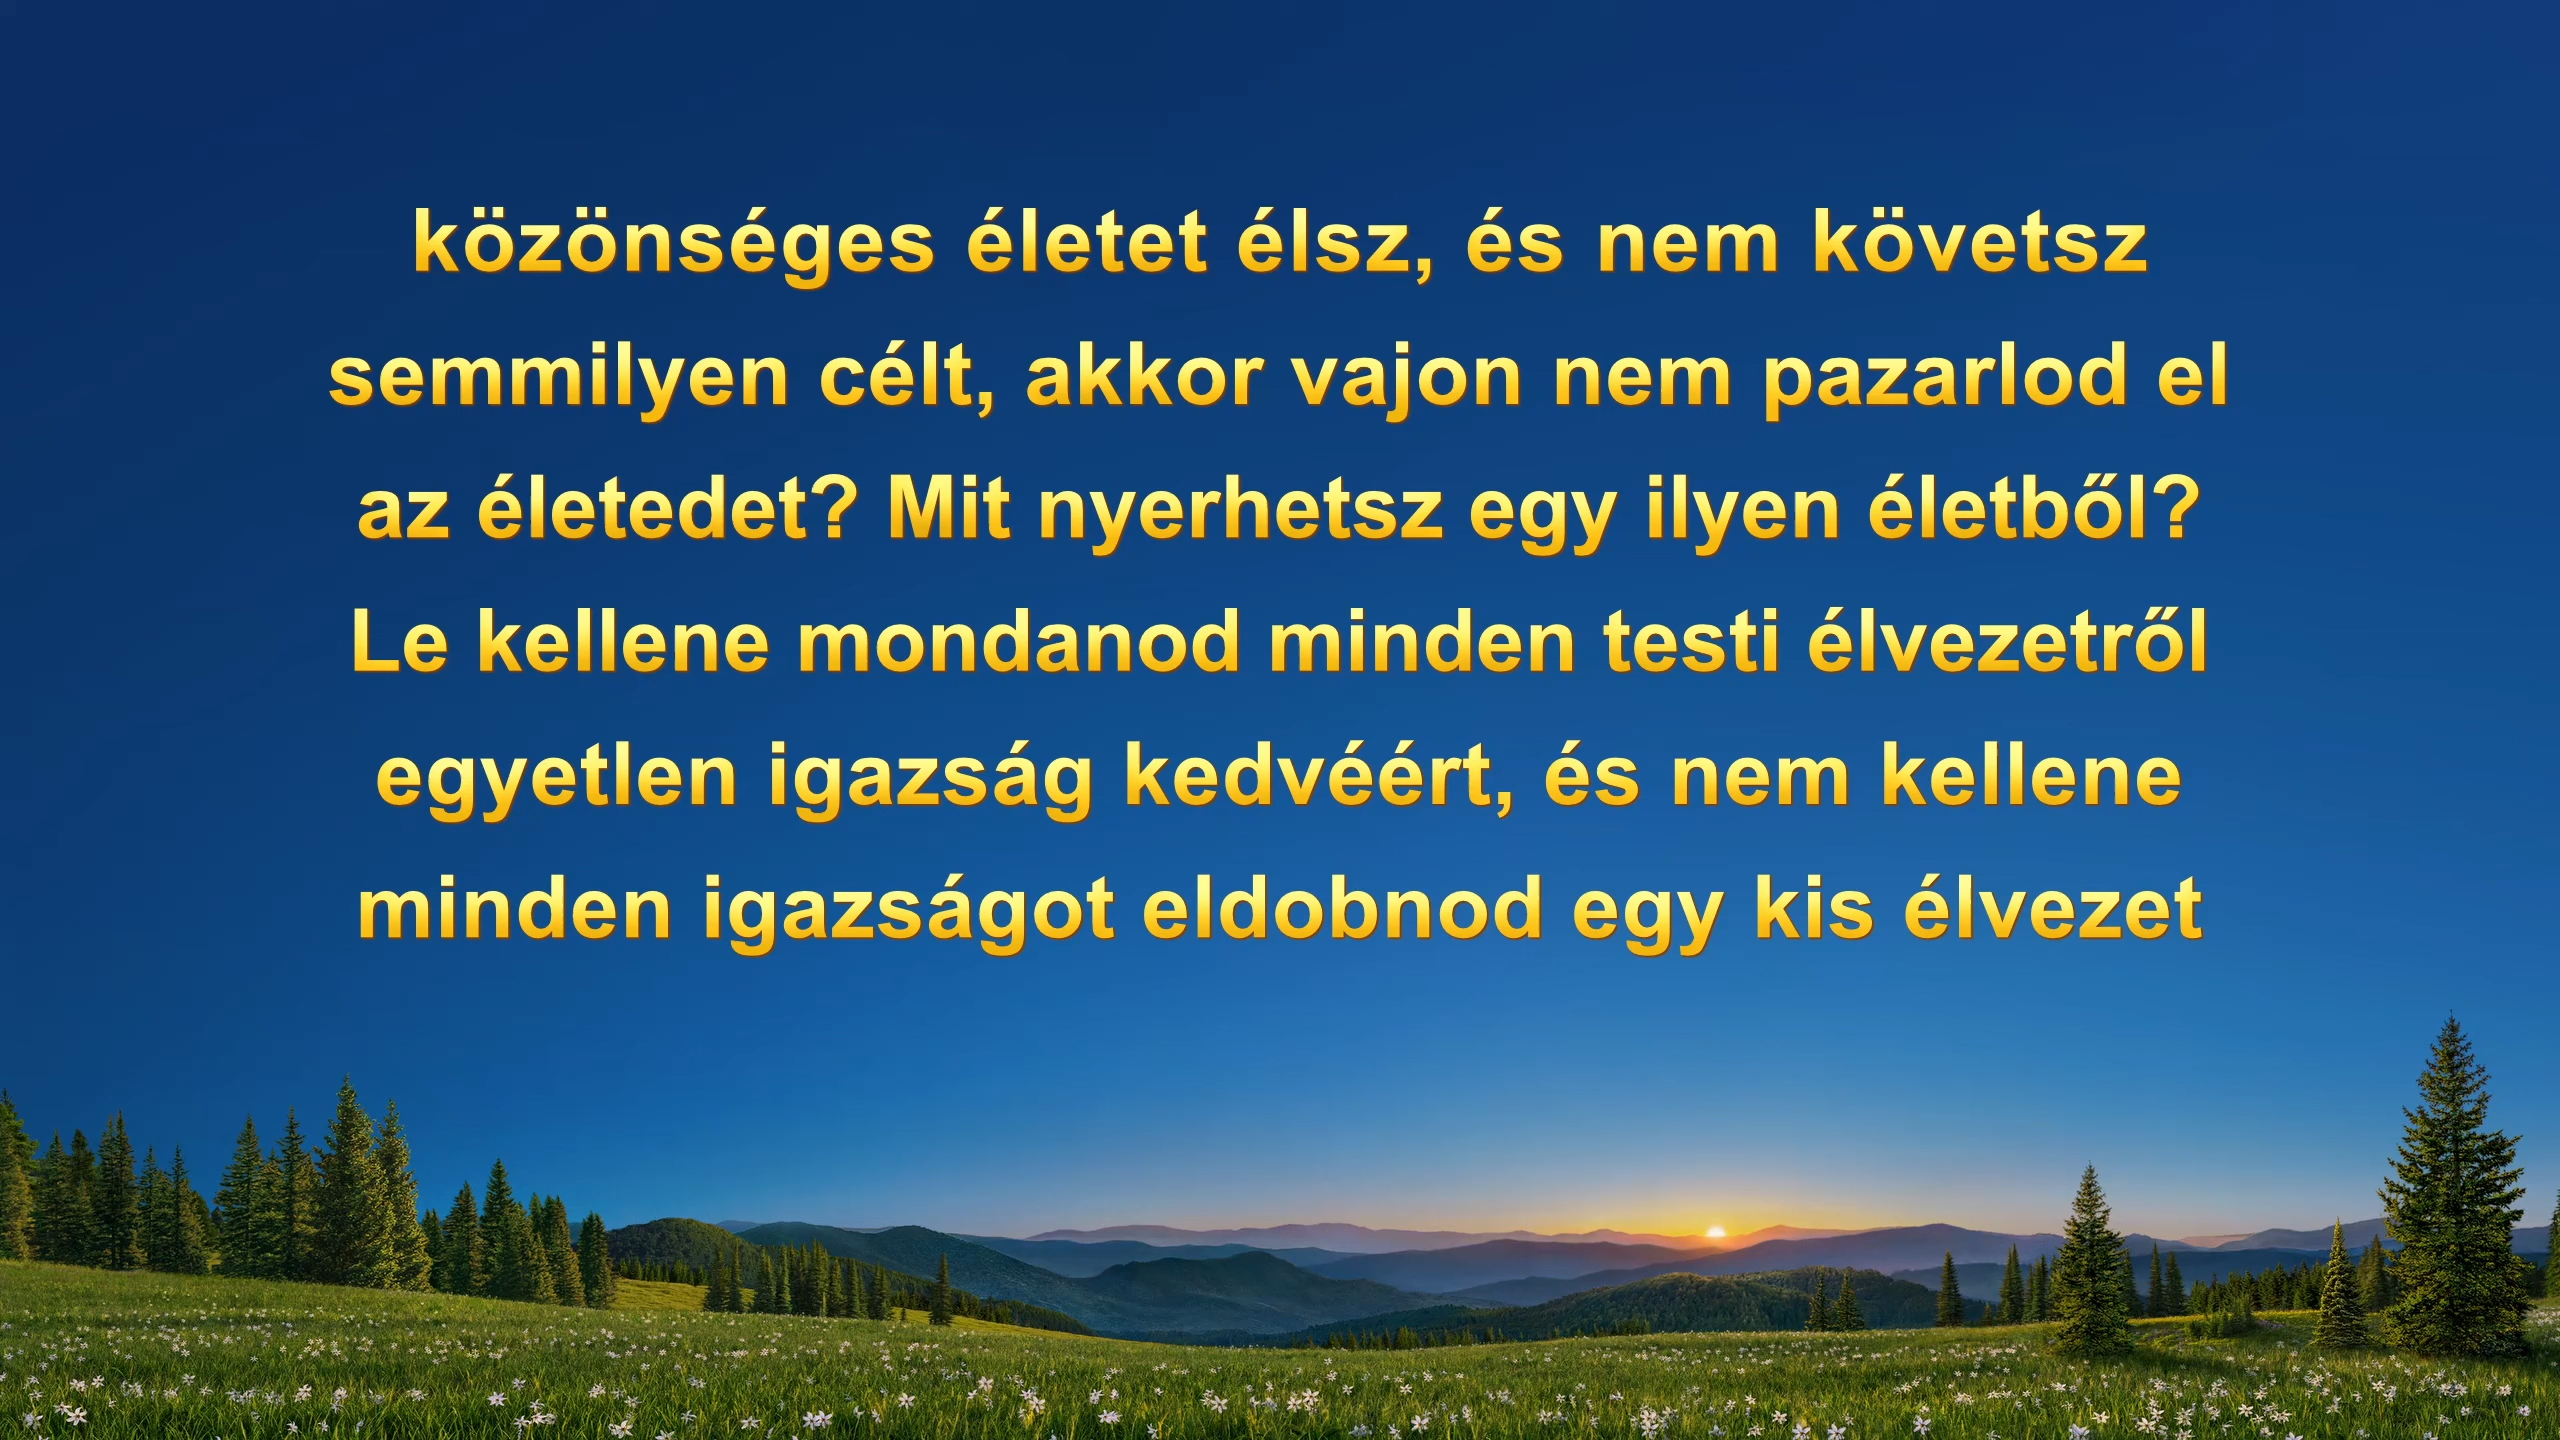 közönséges életet élsz, és nem követsz
semmilyen célt, akkor vajon nem pazarlod el
az életedet? Mit nyerhetsz egy ilyen életből?
Le kellene mondanod minden testi élvezetről
egyetlen igazság kedvéért, és nem kellene
minden igazságot eldobnod egy kis élvezet